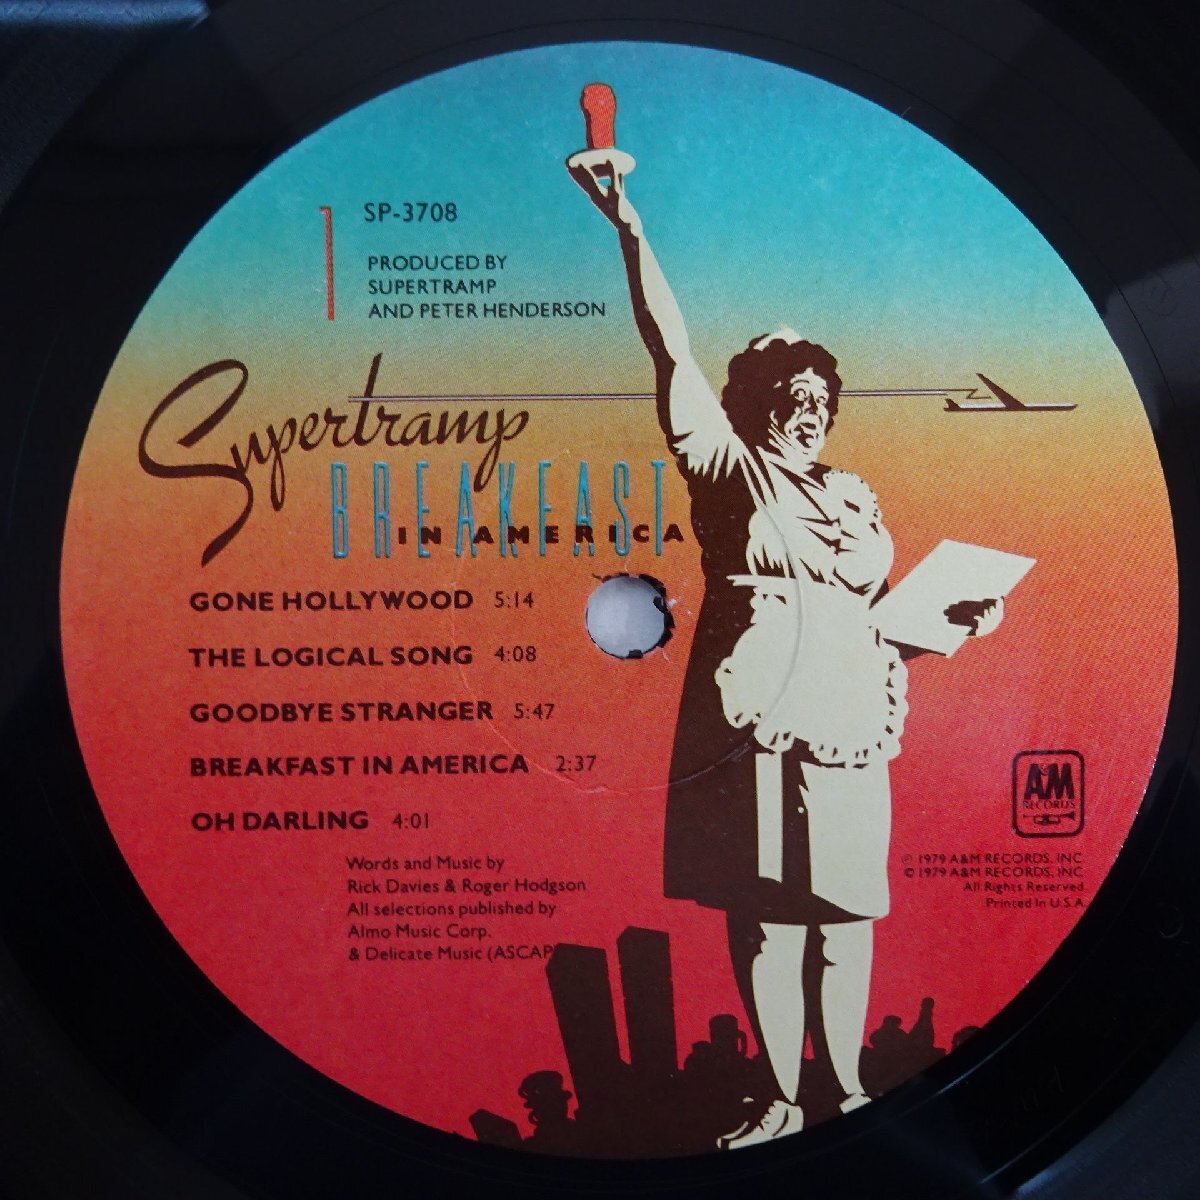 1
SP-3708
PRODUCED BY
SUPERTRAMP
AND PETER HENDERSON
Supertramp
BREAKFAST
IN AMERICA
GONE HOLLYWOOD 5:14
THE LOGICAL SONG 4:08
GOODBYE STRANGER 5:47
BREAKFAST IN AMERICA 2:37
OH DARLING 4:01
Words and Music by
Rick Davies & Roger Hodgson
All selections published by
Almo Music Corp.
& Delicate Music (ASCAP)
A&M
RECORDS
℗ 1979 A&M RECORDS, INC.
© 1979 A&M RECORDS, INC.
All Rights Reserved
Printed In U.S.A.